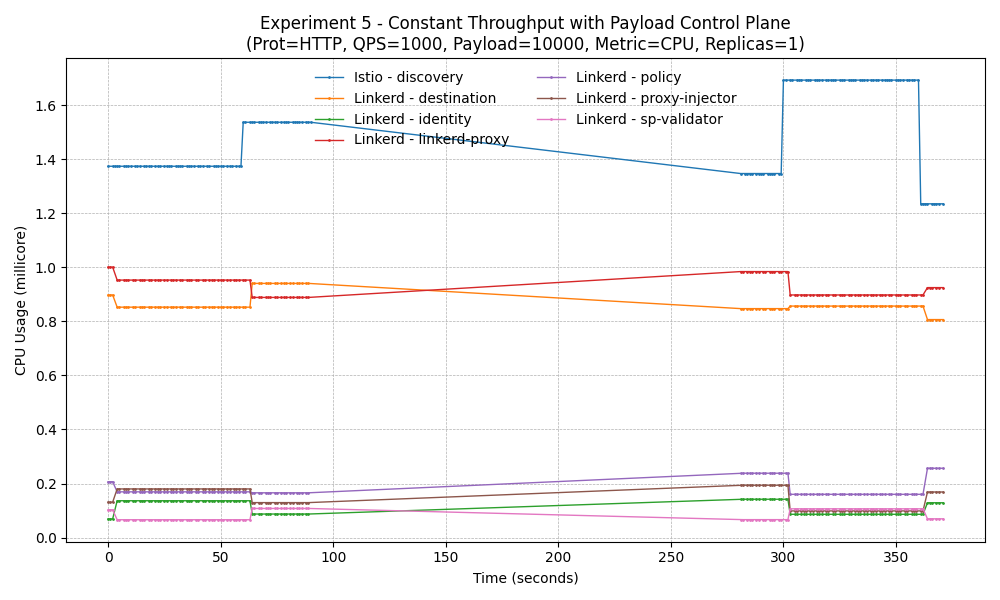 Experiment 5 - Constant Throughput with Payload Control Plane
(Prot=HTTP, QPS=1000, Payload=10000, Metric=CPU, Replicas=1)
Istio - discovery
Linkerd - destination
Linkerd - identity
Linkerd - linkerd-proxy
Linkerd - policy
Linkerd - proxy-injector
Linkerd - sp-validator
CPU Usage (millicore)
1.6
1.4
1.2
1.0
0.8
0.6
0.4
0.2
0.0
0
50
100
150
200
250
300
350
Time (seconds)